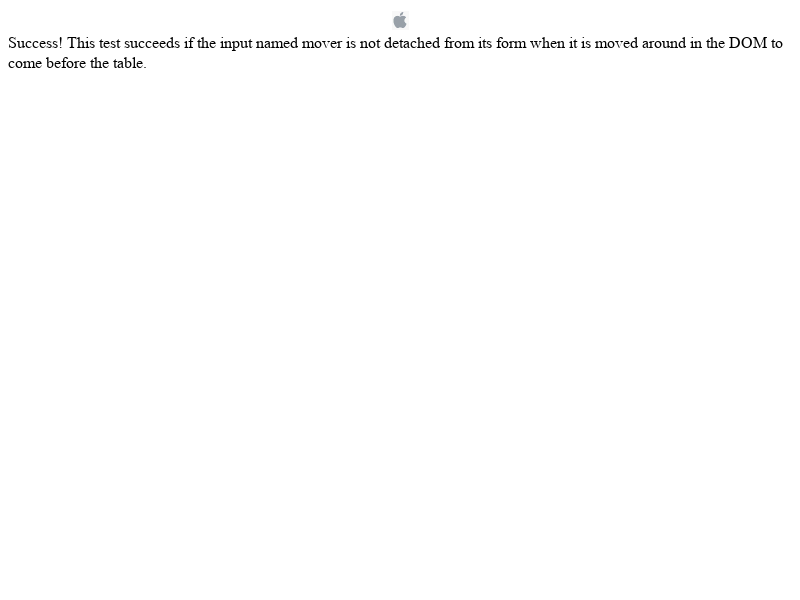 Success! This test succeeds if the input named mover is not detached from its form when it is moved around in the DOM to
come before the table.